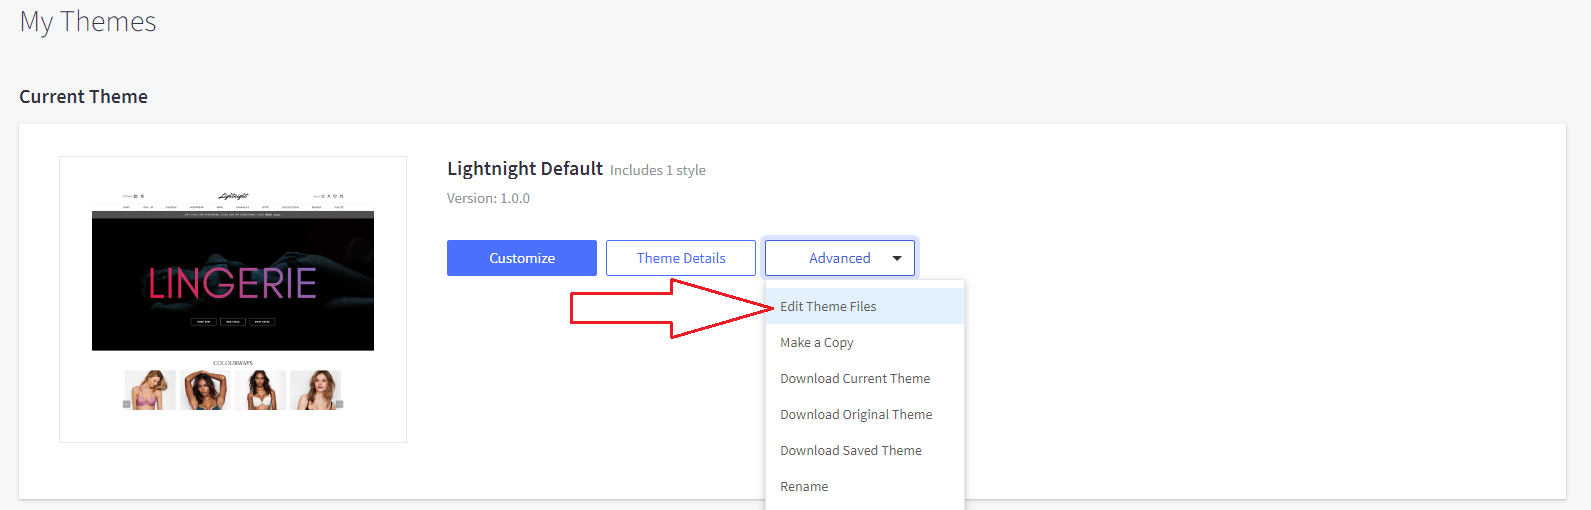 My Themes
Current Theme
Lightnight Default Includes 1 style
Version: 1.0.0
Customize
Theme Details
Advanced
Edit Theme Files
Make a Copy
Download Current Theme
Download Original Theme
Download Saved Theme
Rename
Lightnight
LINGERIE
COLOURWAYS